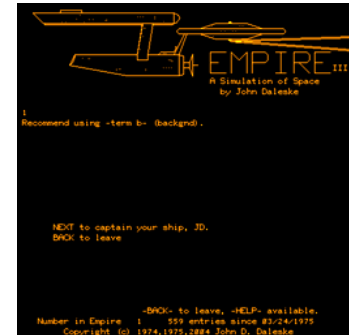 EMPIRE III
A Simulation of Space
by John Daleske
1
Recommend using -term b- (backgnd).
NEXT to captain your ship, JD.
BACK to leave
-BACK- to leave, -HELP- available.
Number in Empire 1 559 entries since 03/24/1975
Copyright (c) 1974,1975,2004 John D. Daleske